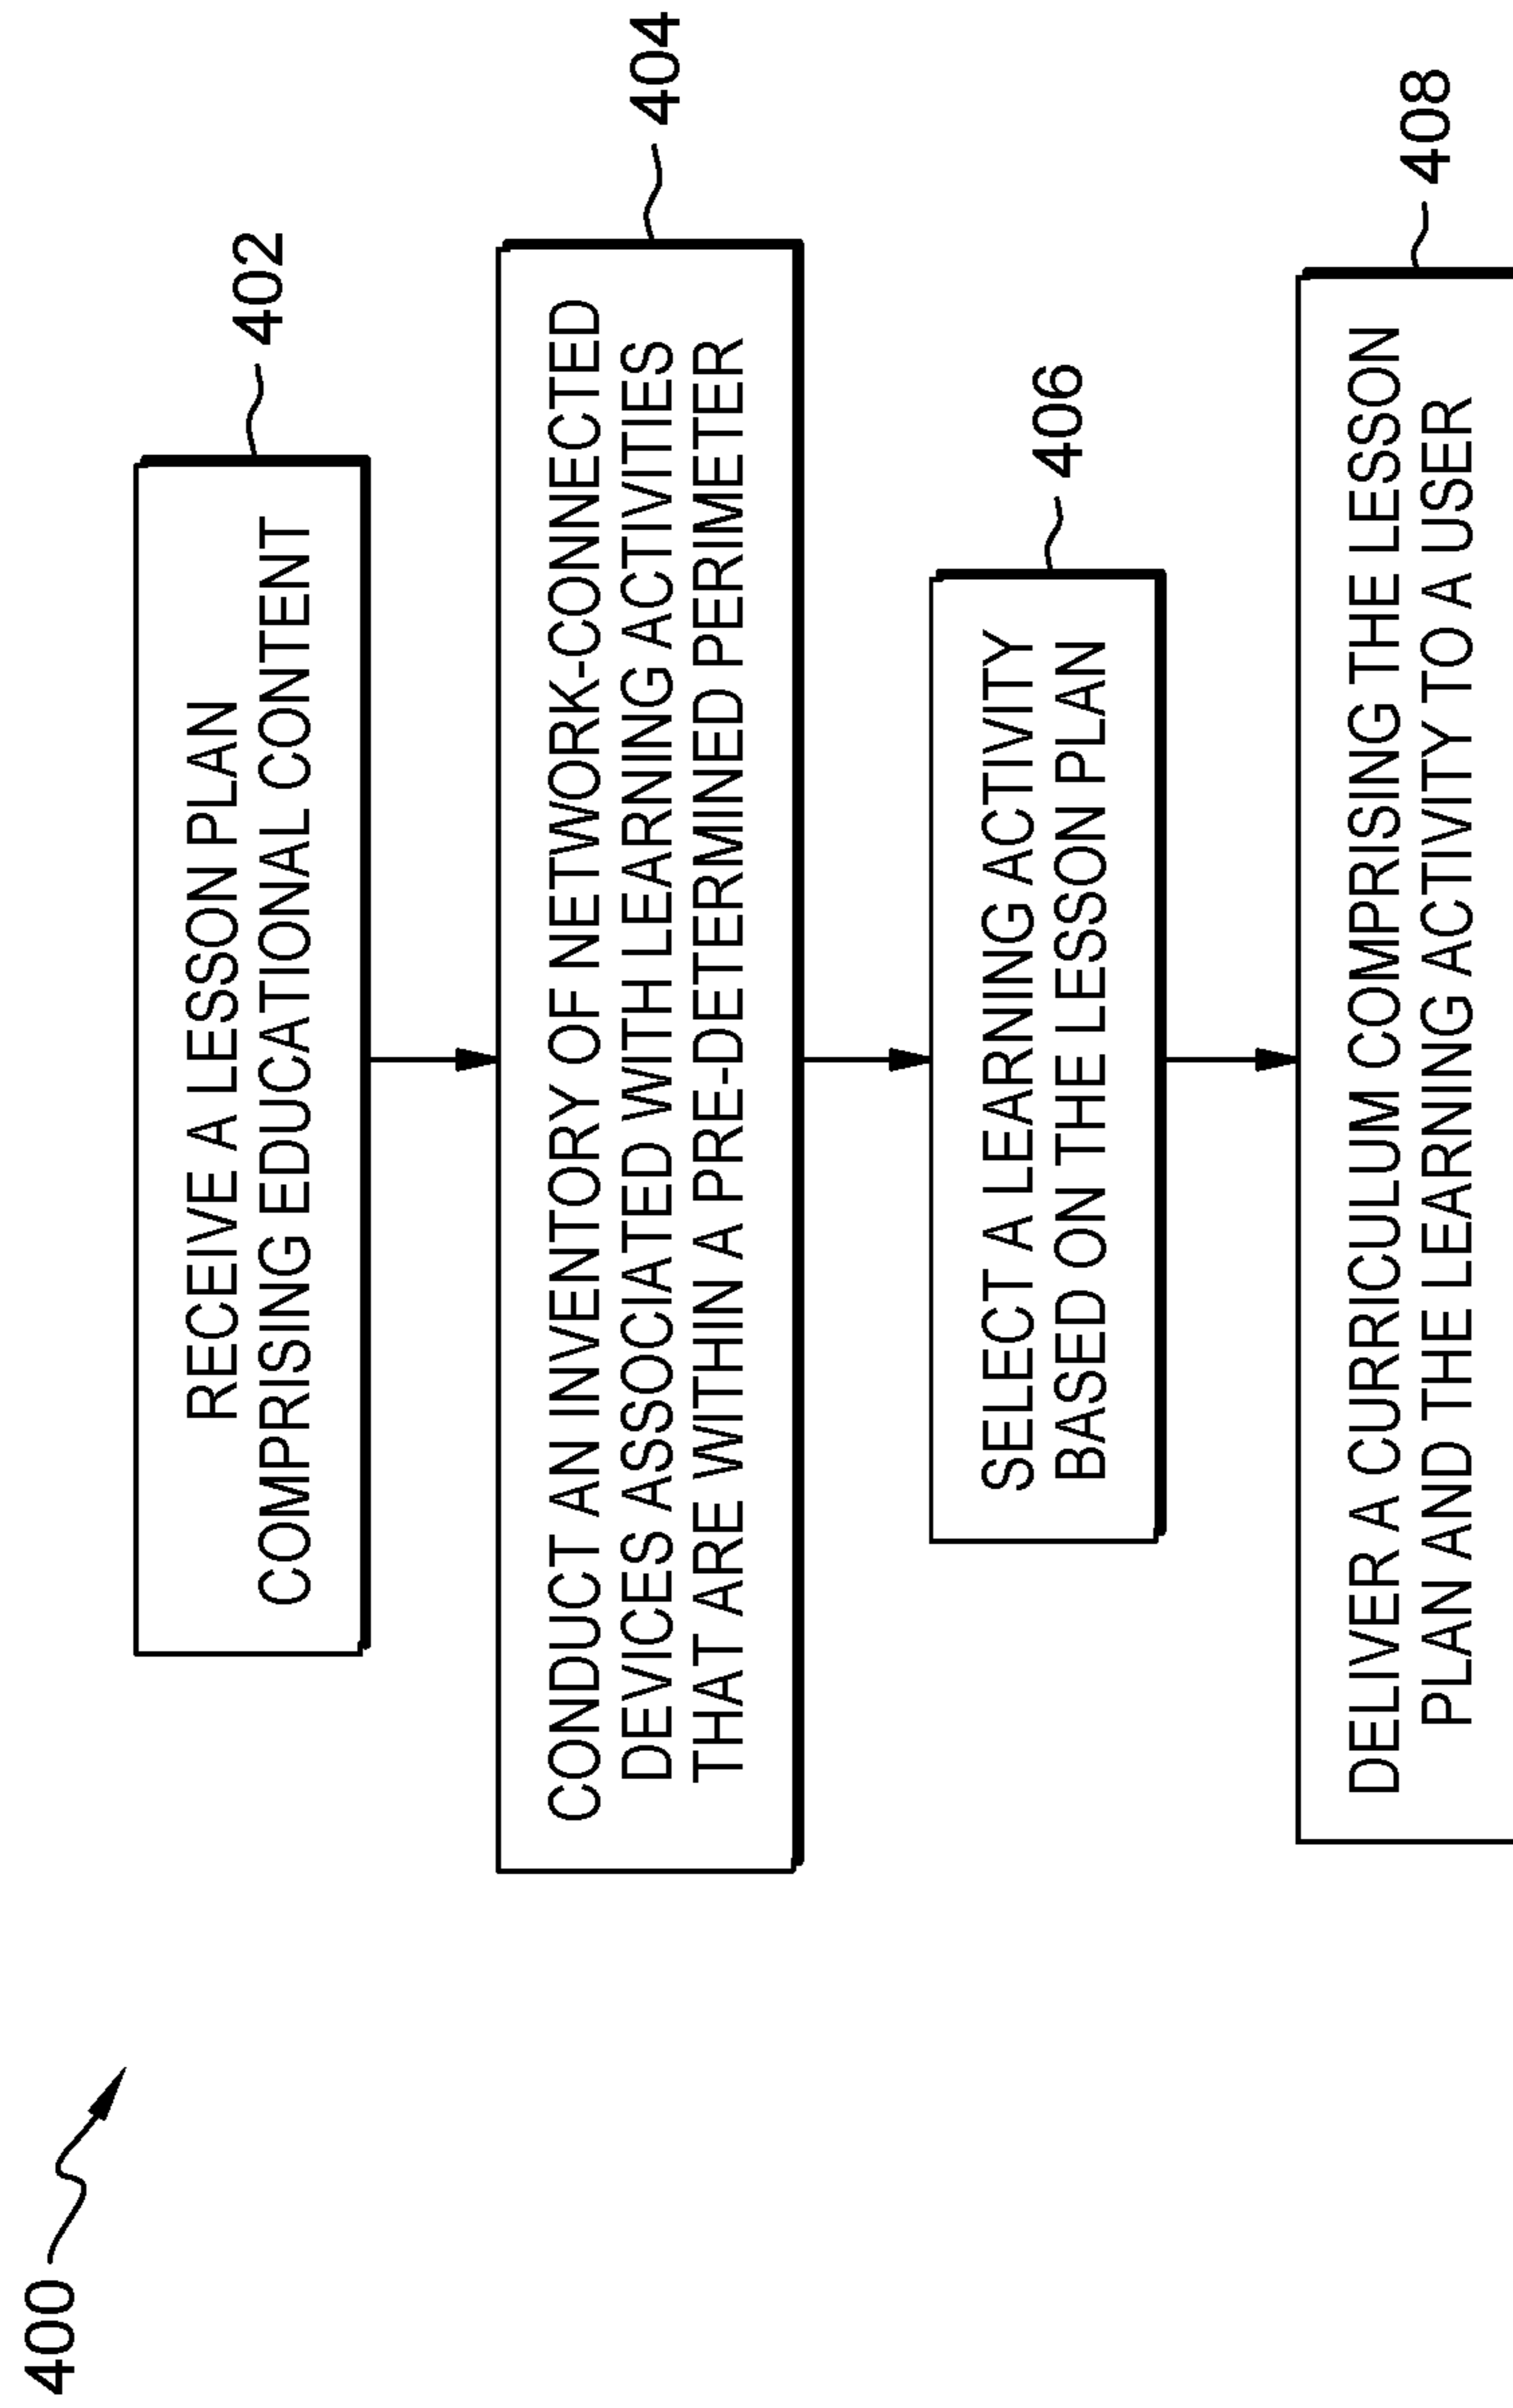 400
RECEIVE A LESSON PLAN
COMPRISING EDUCATIONAL CONTENT
402
CONDUCT AN INVENTORY OF NETWORK-CONNECTED
DEVICES ASSOCIATED WITH LEARNING ACTIVITIES
THAT ARE WITHIN A PRE-DETERMINED PERIMETER
404
SELECT A LEARNING ACTIVITY
BASED ON THE LESSON PLAN
406
DELIVER A CURRICULUM COMPRISING THE LESSON
PLAN AND THE LEARNING ACTIVITY TO A USER
408